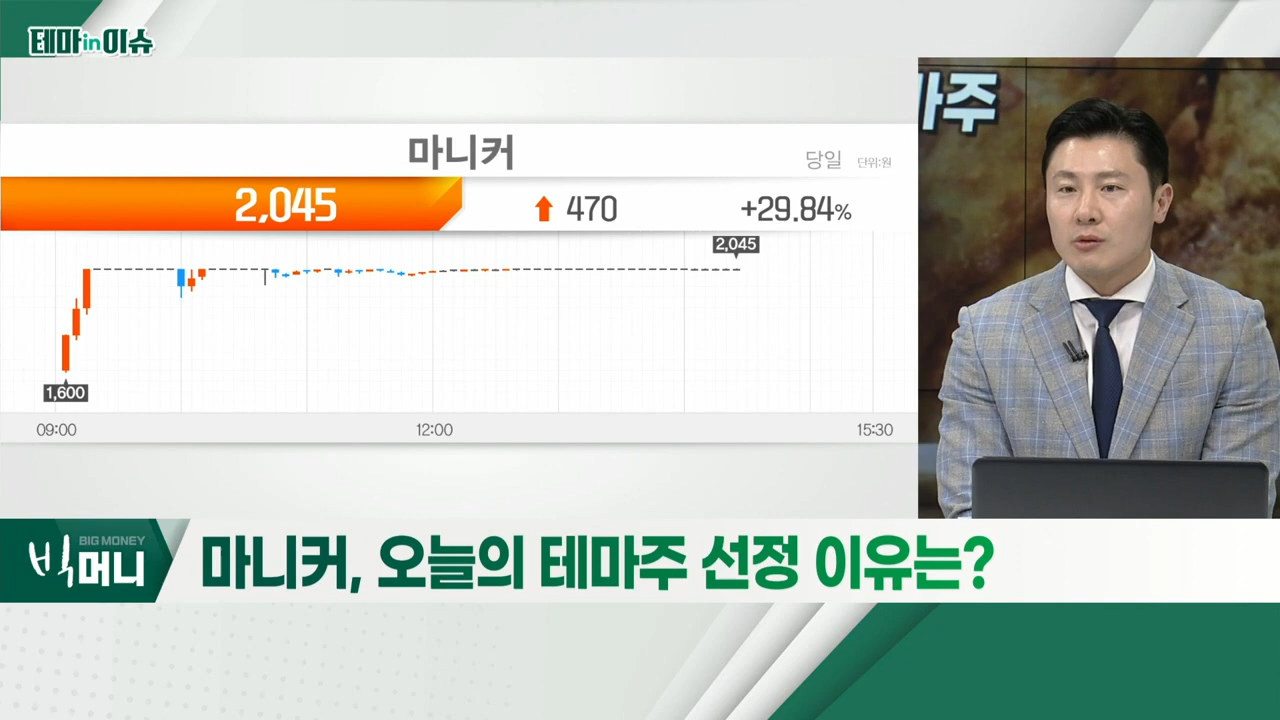 테마in이슈
마주
마니커
당일 단위:원
2,045 470 +29.84%
2,045
1,600
09:00 12:00 15:30
BIG MONEY
빅머니
마니커, 오늘의 테마주 선정 이유는?